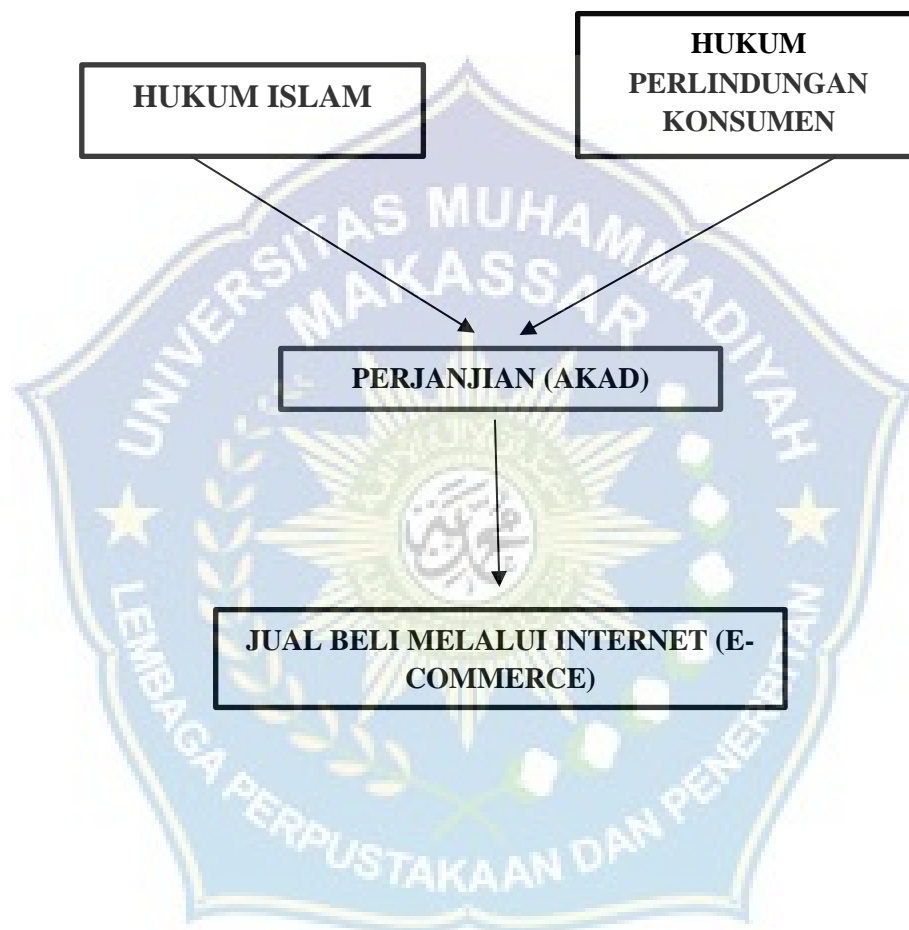 HUKUM ISLAM
HUKUM
PERLINDUNGAN
KONSUMEN
UNIVERSITAS MUHAMMADIYAH
MAKASSAR
PERJANJIAN (AKAD)
JUAL BELI MELALUI INTERNET (E-
COMMERCE)
LEMBAGA PERPUSTAKAAN DAN PENERBITAN